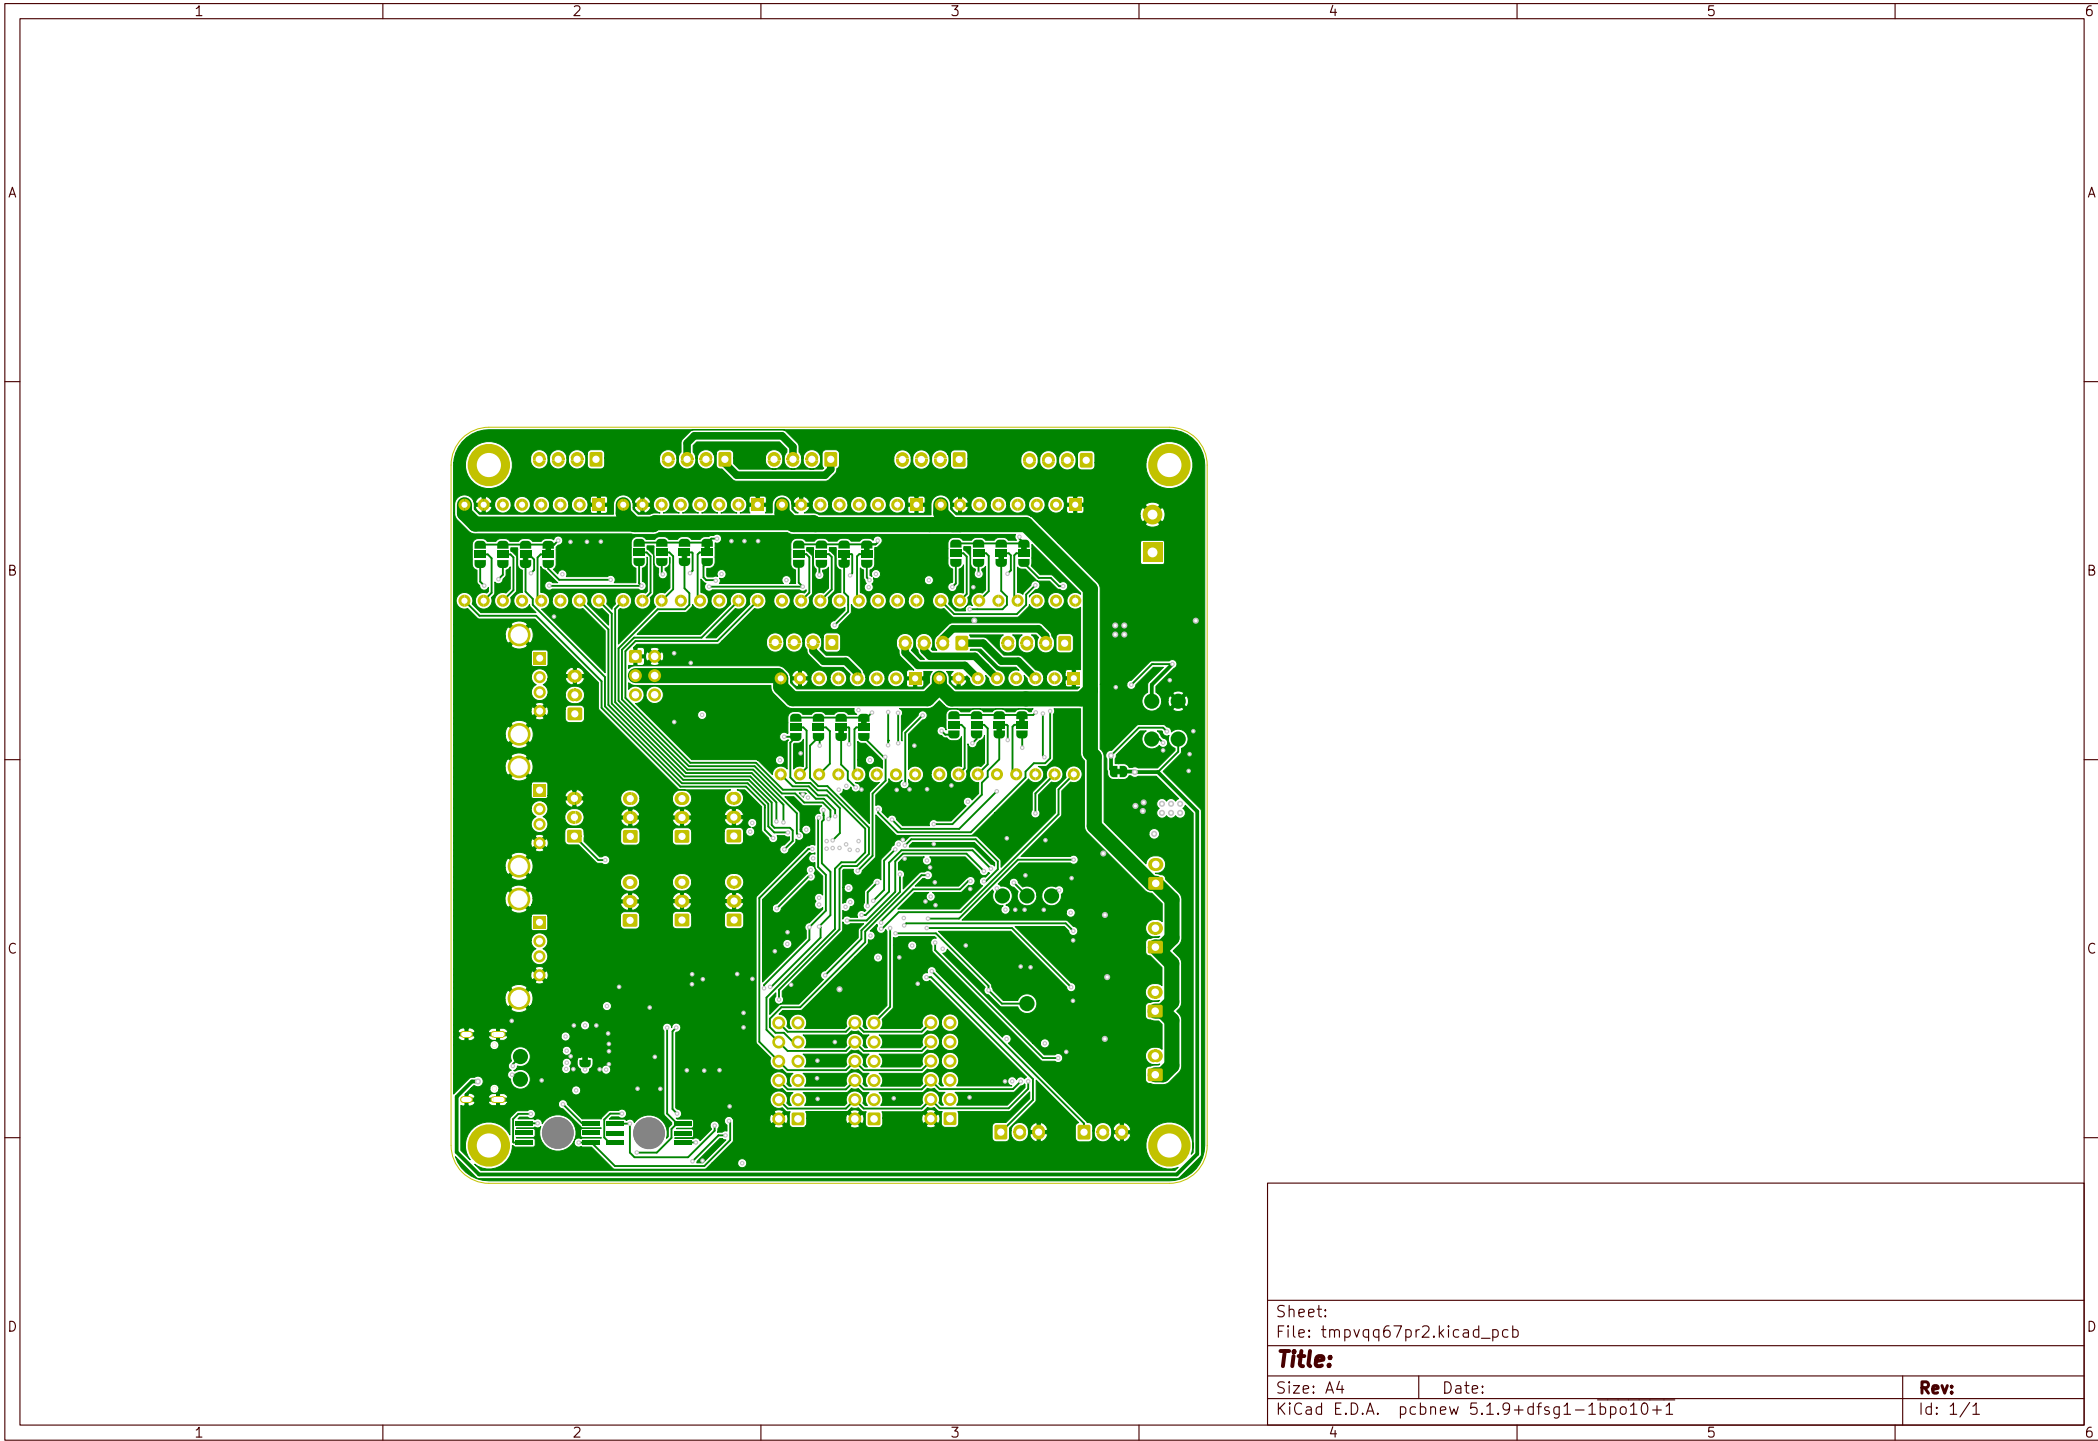 1 2 3 4 5 6
A A
B B
C C
D D
Sheet:
File: tmpvqq67pr2.kicad_pcb
Title:
Size: A4 Date: Rev:
KiCad E.D.A. pcbnew 5.1.9+dfsg1-1bpo10+1 Id: 1/1
1 2 3 4 5 6